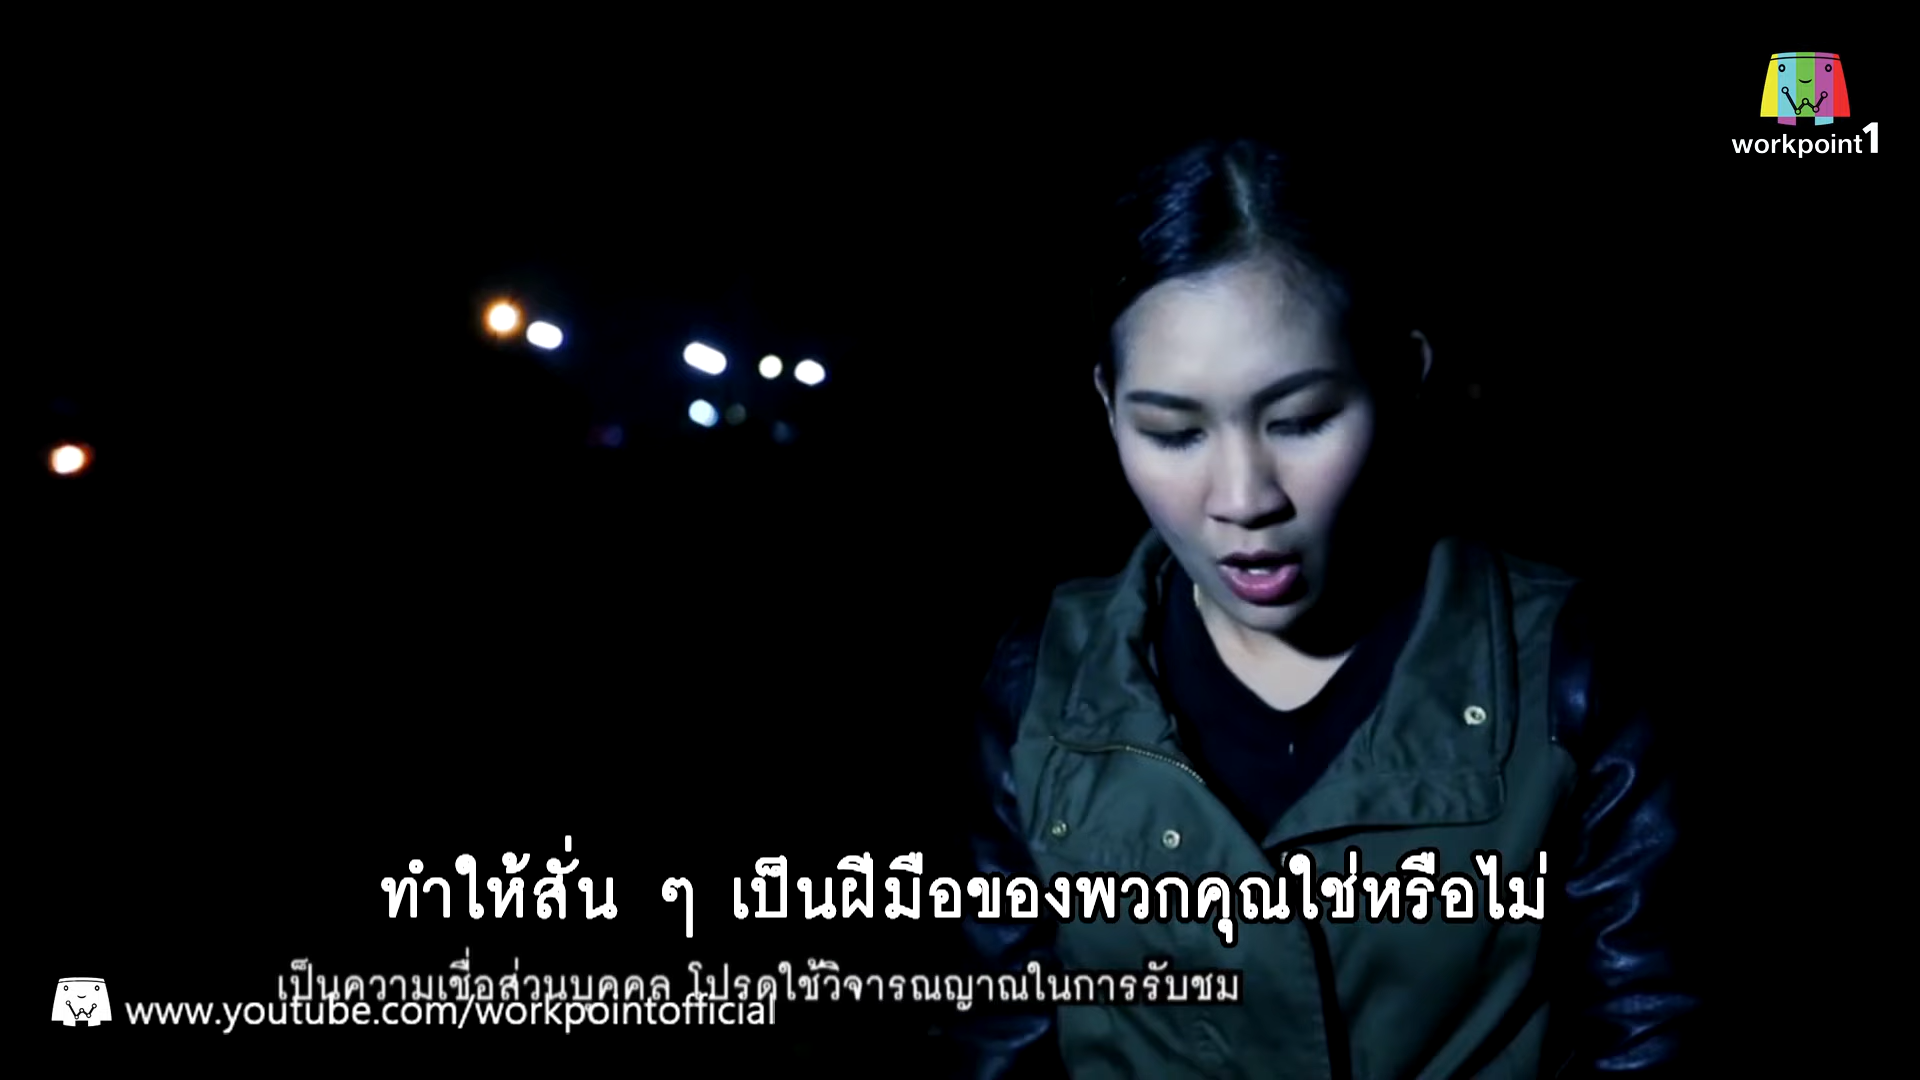 workpoint1
ทำให้สั่น ๆ เป็นฝีมือของพวกคุณใช่หรือไม่
เป็นความเชื่อส่วนบุคคล โปรดใช้วิจารณญาณในการรับชม
www.youtube.com/workpointofficial